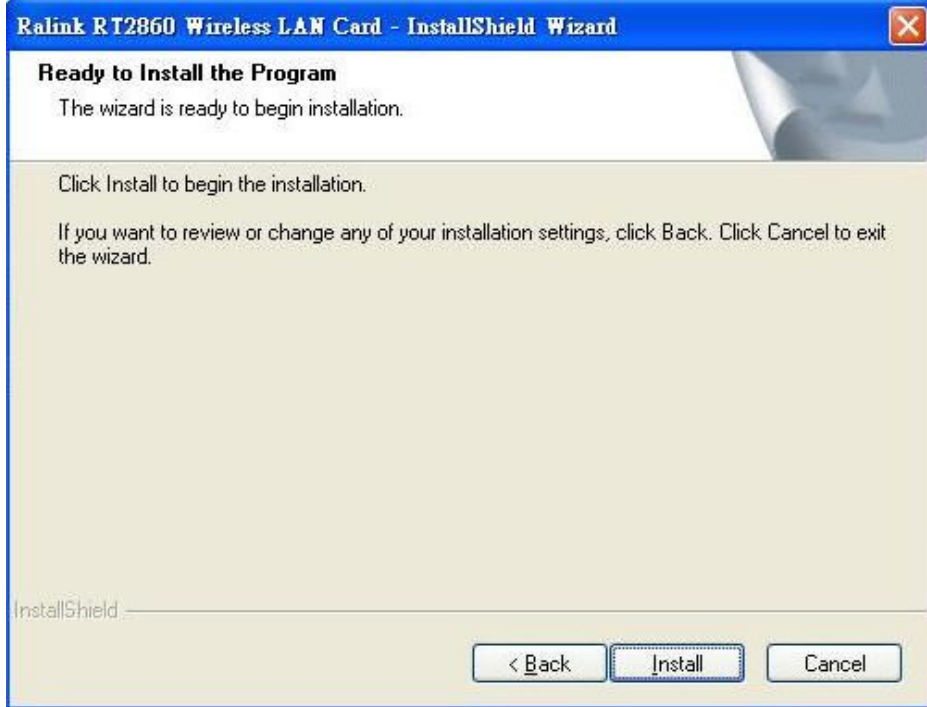 Ralink RT2860 Wireless LAN Card - InstallShield Wizard
Ready to Install the Program
The wizard is ready to begin installation.
Click Install to begin the installation.
If you want to review or change any of your installation settings, click Back. Click Cancel to exit
the wizard.
InstallShield
< Back Install Cancel